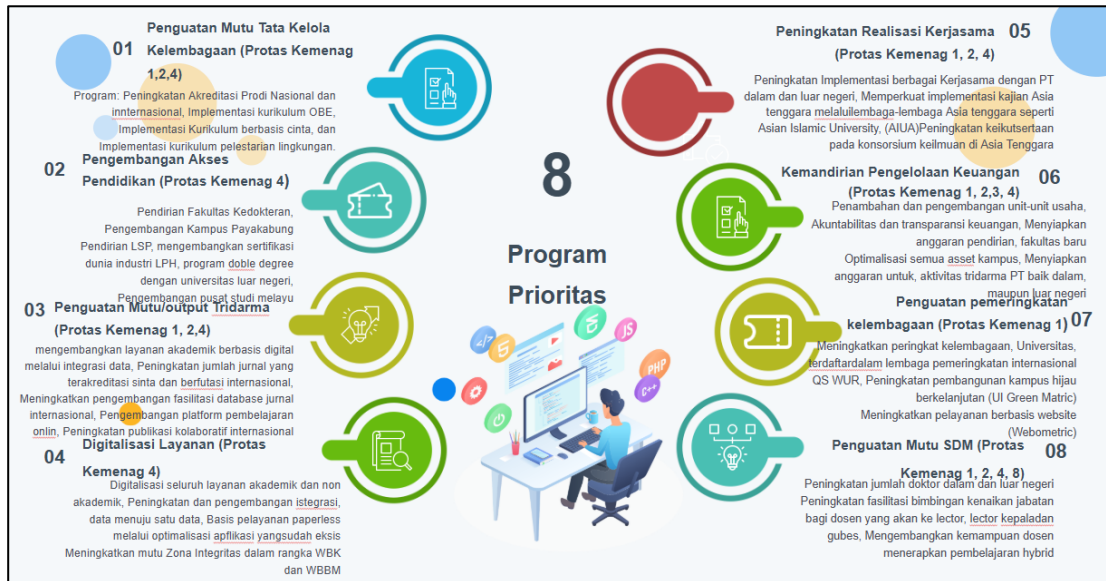 01
Penguatan Mutu Tata Kelola
Kelembagaan (Protas Kemenag
1,2,4)
Program: Peningkatan Akreditasi Prodi Nasional dan
innternasional, Implementasi kurikulum OBE,
Implementasi Kurikulum berbasis cinta, dan
Implementasi kurikulum pelestarian lingkungan.
02
Pengembangan Akses
Pendidikan (Protas Kemenag 4)
Pendirian Fakultas Kedokteran,
Pengembangan Kampus Payakabung
Pendirian LSP, mengembangkan sertifikasi
dunia industri LPH, program doble degree
dengan universitas luar negeri,
Pengembangan pusat studi melayu
03
Penguatan Mutu/output Tridarma
(Protas Kemenag 1, 2,4)
mengembangkan layanan akademik berbasis digital
melalui integrasi data, Peningkatan jumlah jurnal yang
terakreditasi sinta dan berfutasi internasional,
Meningkatkan pengembangan fasilitasi database jurnal
internasional, Pengembangan platform pembelajaran
onlin, Peningkatan publikasi kolaboratif internasional
04
Digitalisasi Layanan (Protas
Kemenag 4)
Digitalisasi seluruh layanan akademik dan non
akademik, Peningkatan dan pengembangan istegrasi,
data menuju satu data, Basis pelayanan paperless
melalui optimalisasi apflikasi yangsudah eksis
Meningkatkan mutu Zona Integritas dalam rangka WBK
dan WBBM
8
Program
Prioritas
</>
JS
PHP
C++
Peningkatan Realisasi Kerjasama
(Protas Kemenag 1, 2, 4)
05
Peningkatan Implementasi berbagai Kerjasama dengan PT
dalam dan luar negeri, Memperkuat implementasi kajian Asia
tenggara melaluilembaga-lembaga Asia tenggara seperti
Asian Islamic University, (AIUA)Peningkatan keikutsertaan
pada konsorsium keilmuan di Asia Tenggara
Kemandirian Pengelolaan Keuangan
(Protas Kemenag 1, 2,3, 4)
06
Penambahan dan pengembangan unit-unit usaha,
Akuntabilitas dan transparansi keuangan, Menyiapkan
anggaran pendirian, fakultas baru
Optimalisasi semua asset kampus, Menyiapkan
anggaran untuk, aktivitas tridarma PT baik dalam,
maupun luar negeri
Penguatan pemeringkatan
kelembagaan (Protas Kemenag 1)
07
Meningkatkan peringkat kelembagaan, Universitas,
terdaftardalam lembaga pemeringkatan internasional
QS WUR, Peningkatan pembangunan kampus hijau
berkelanjutan (UI Green Matric)
Meningkatkan pelayanan berbasis website
(Webometric)
Penguatan Mutu SDM (Protas
Kemenag 1, 2, 4, 8)
08
Peningkatan jumlah doktor dalam dan luar negeri
Peningkatan fasilitasi bimbingan kenaikan jabatan
bagi dosen yang akan ke lector, lector kepaladan
gubes, Mengembangkan kemampuan dosen
menerapkan pembelajaran hybrid